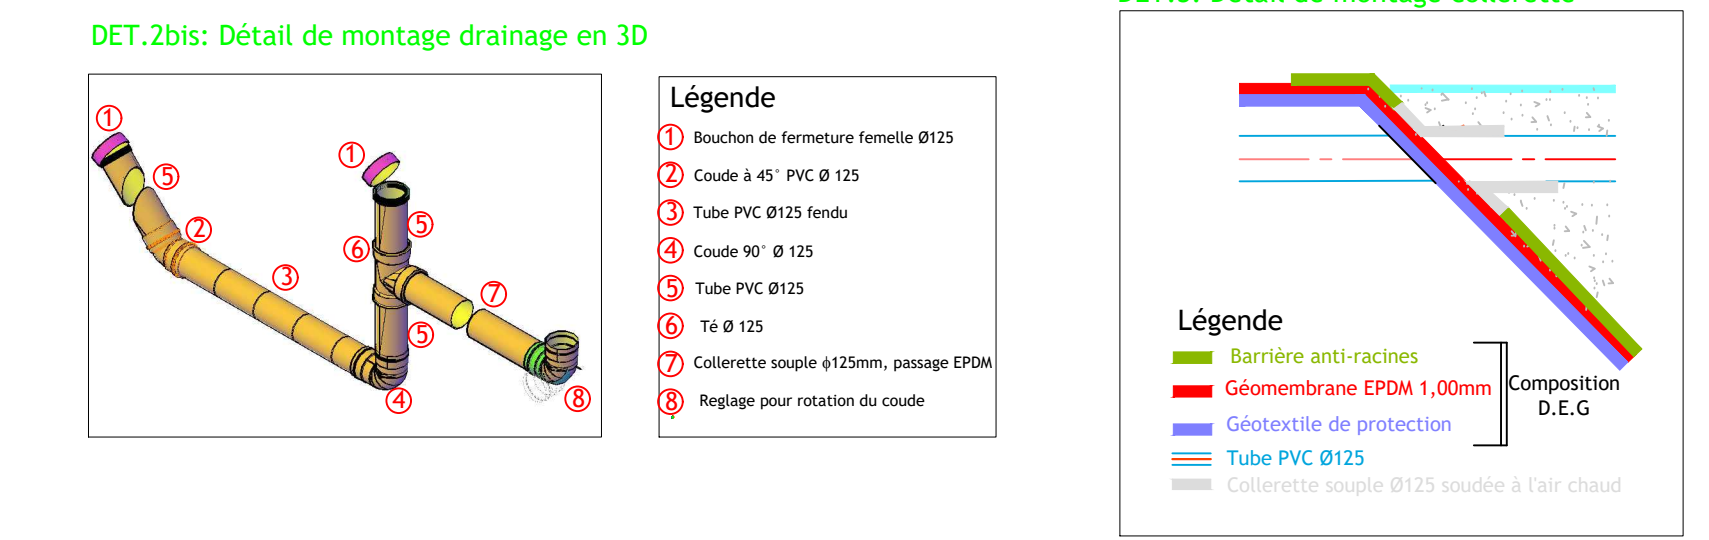 DET.2bis: Détail de montage drainage en 3D
1
5
2
3
1
5
6
7
5
4
8
Légende
1 Bouchon de fermeture femelle Ø125
2 Coude à 45° PVC Ø 125
3 Tube PVC Ø125 fendu
4 Coude 90° Ø 125
5 Tube PVC Ø125
6 Té Ø 125
7 Collerette souple ϕ125mm, passage EPDM
8 Reglage pour rotation du coude
Légende
Barrière anti-racines
Géomembrane EPDM 1,00mm
Géotextile de protection
Composition
D.E.G
Tube PVC Ø125
Collerette souple Ø125 soudée à l'air chaud